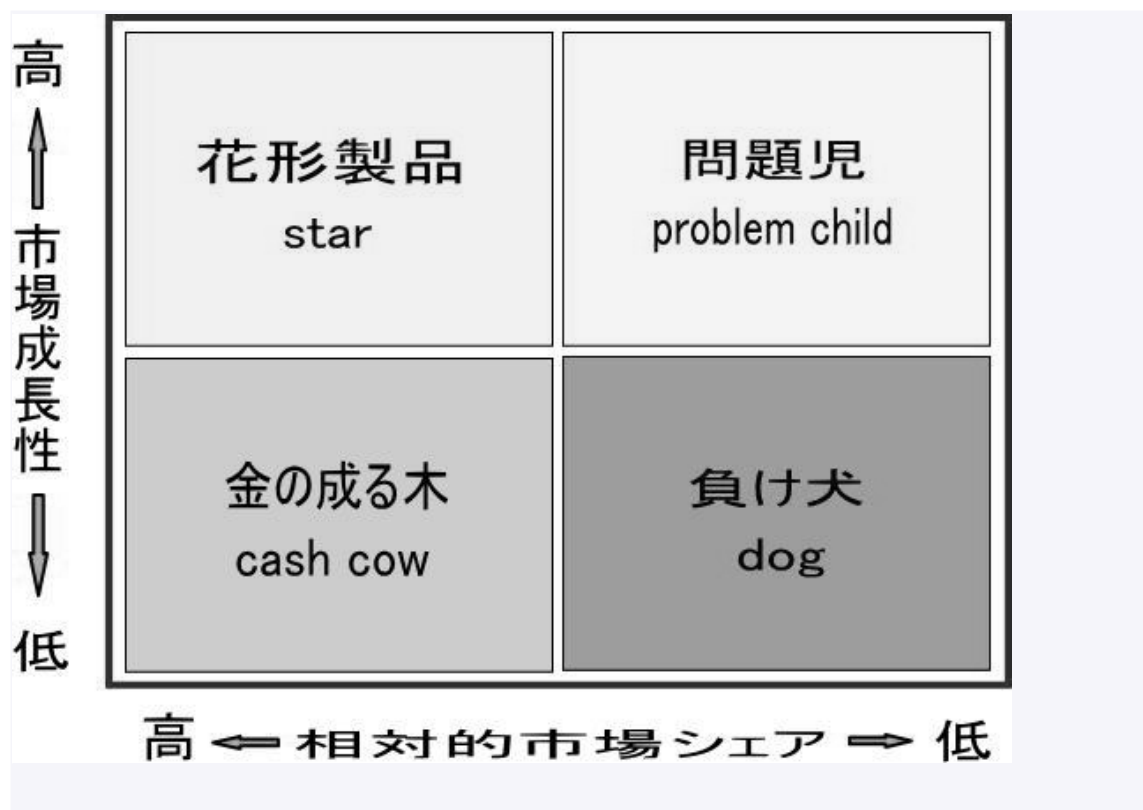 高
市場成長性
低
花形製品
star
問題児
problem child
金の成る木
cash cow
負け犬
dog
高 相対的市場シェア 低